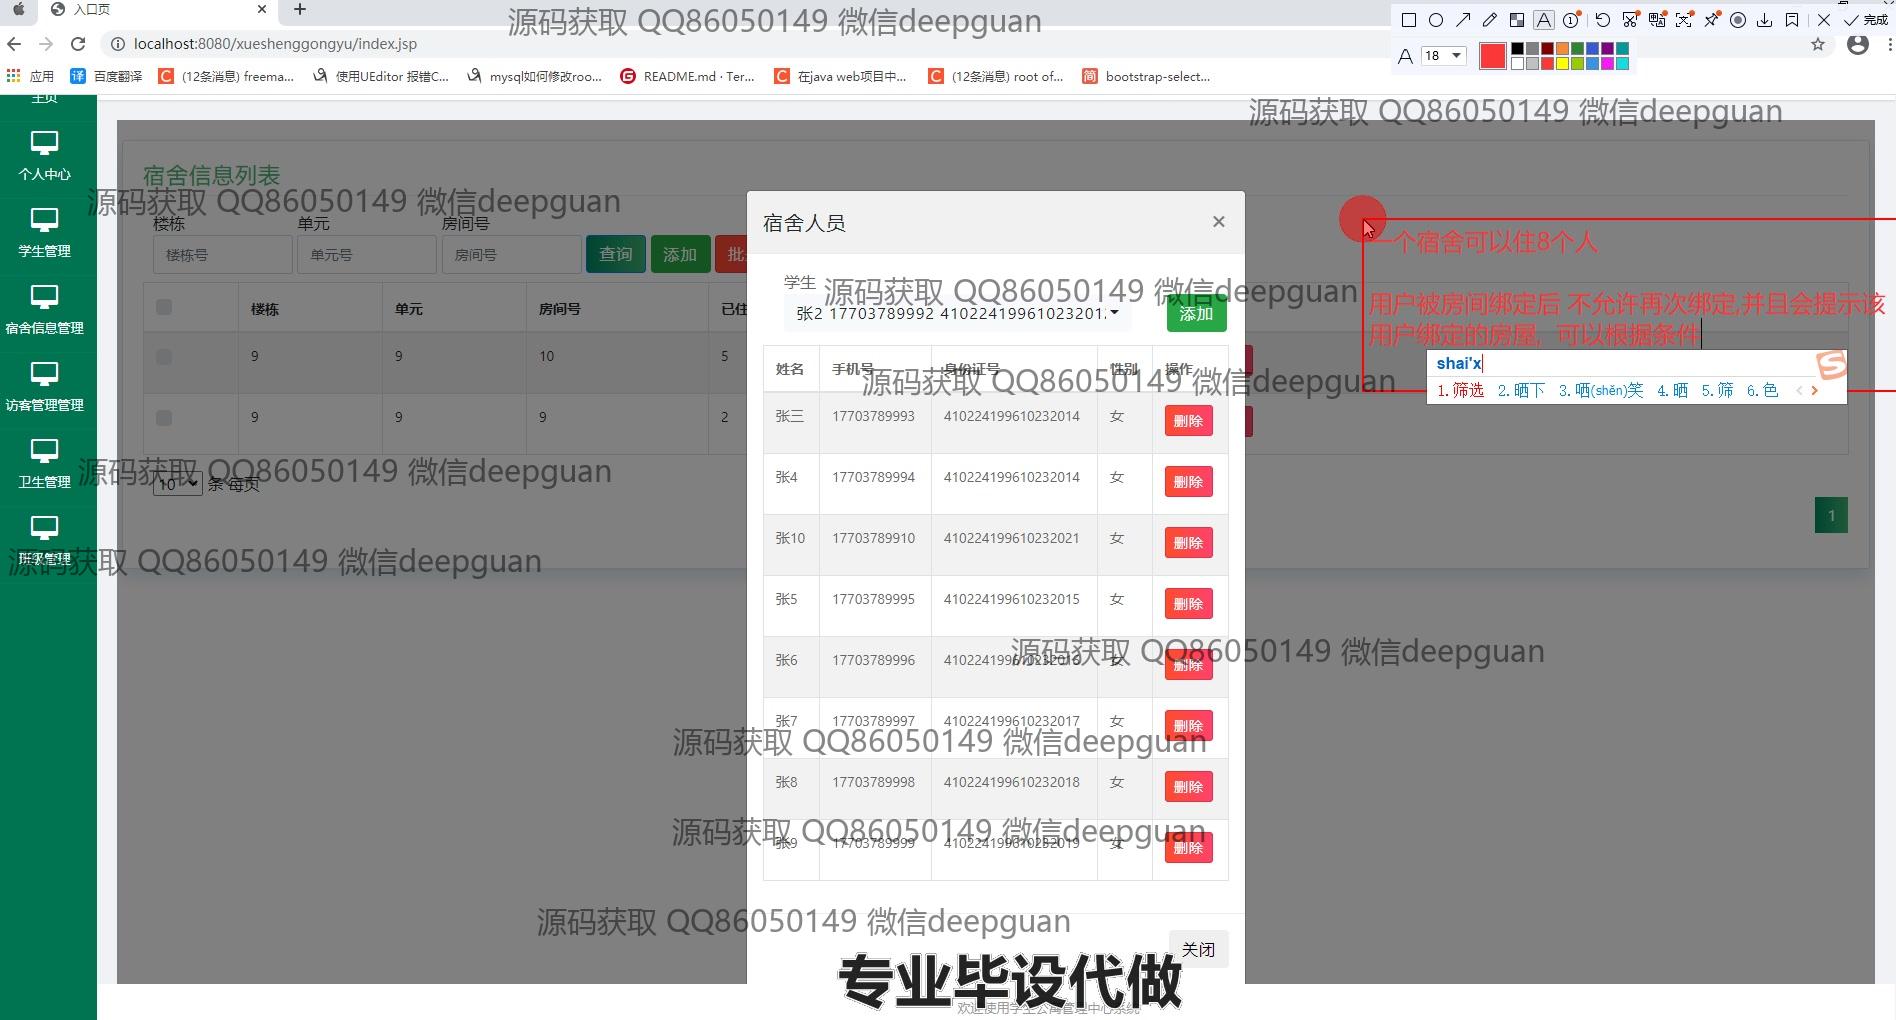 入口页
源码获取 QQ86050149 微信deepguan
完成
localhost:8080/xueshenggongyu/index.jsp
A 18
应用
百度翻译
(12条消息) freema...
使用UEditor 报错C...
mysql如何修改roo...
README.md · Ter...
在java web项目中...
(12条消息) root of...
bootstrap-select...
主页
源码获取 QQ86050149 微信deepguan
个人中心
学生管理
宿舍信息管理
访客管理管理
卫生管理
班级管理
宿舍信息列表
源码获取 QQ86050149 微信deepguan
楼栋 单元 房间号
楼栋号 单元号 房间号 查询 添加 批
楼栋 单元 房间号 已住
9 9 10 5
9 9 9 2
源码获取 QQ86050149 微信deepguan
10 条 每页
1
源码获取 QQ86050149 微信deepguan
宿舍人员 ×
学生
源码获取 QQ86050149 微信deepguan
张2 17703789992 41022419961023201
添加
姓名 手机号 身份证号 性别 操作
源码获取 QQ86050149 微信deepguan
张三 17703789993 410224199610232014 女 删除
张4 17703789994 410224199610232014 女 删除
张10 17703789910 410224199610232021 女 删除
张5 17703789995 410224199610232015 女 删除
张6 17703789996 410224199610232016 女 删除
源码获取 QQ86050149 微信deepguan
张7 17703789997 410224199610232017 女 删除
源码获取 QQ86050149 微信deepguan
张8 17703789998 410224199610232018 女 删除
源码获取 QQ86050149 微信deepguan
张9 17703789999 410224199610232019 女 删除
源码获取 QQ86050149 微信deepguan
关闭
一个宿舍可以住8个人
用户被房间绑定后 不允许再次绑定,并且会提示该
用户绑定的房屋, 可以根据条件
shai'x
1.筛选 2.晒下 3.哂(shěn)笑 4.晒 5.筛 6.色
专业毕设代做
欢迎使用学生公寓管理中心系统